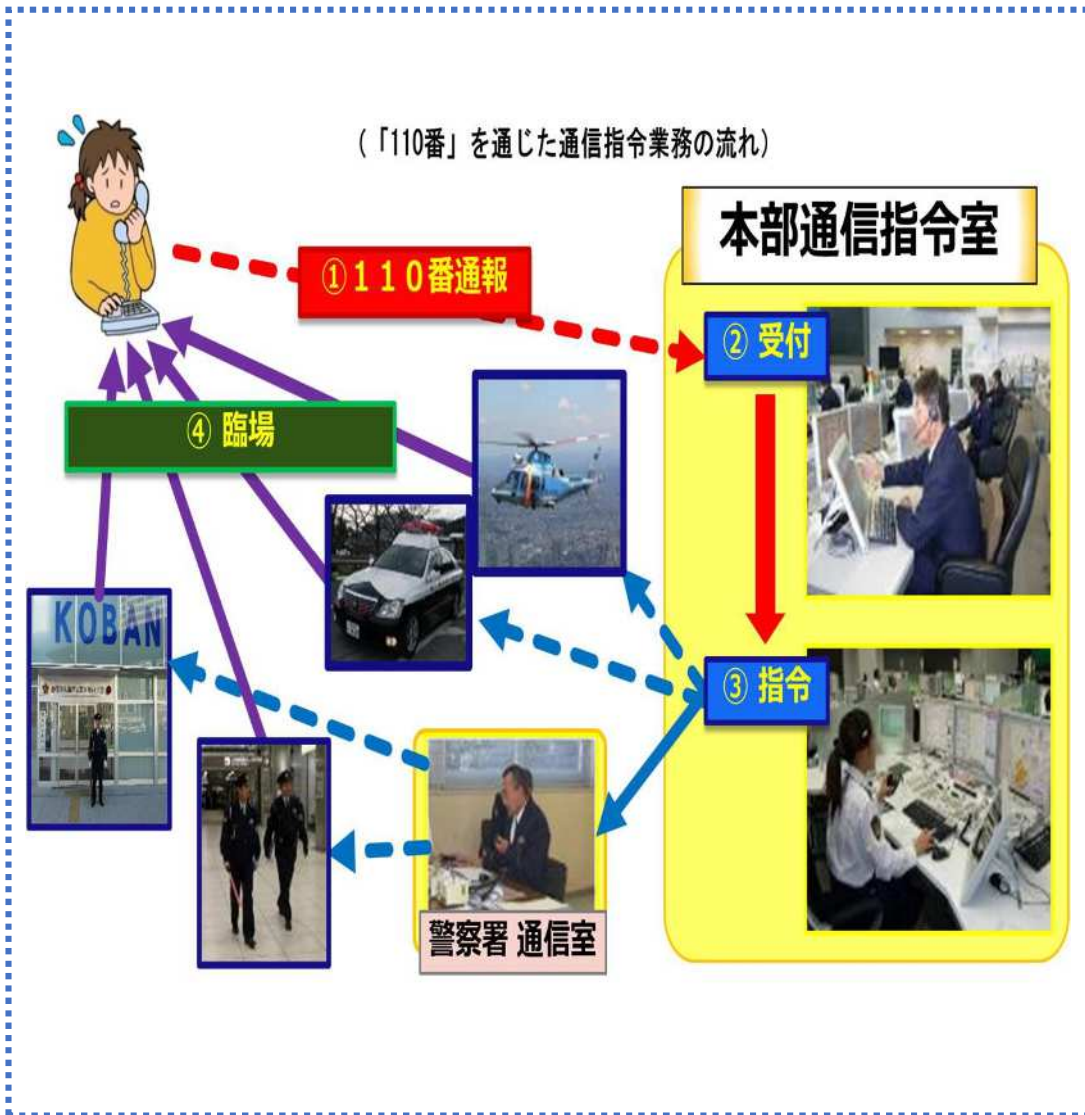 (「110番」を通じた通信指令業務の流れ)
本部通信指令室
①110番通報
② 受付
④ 臨場
③ 指令
KOBAN
警察署 通信室